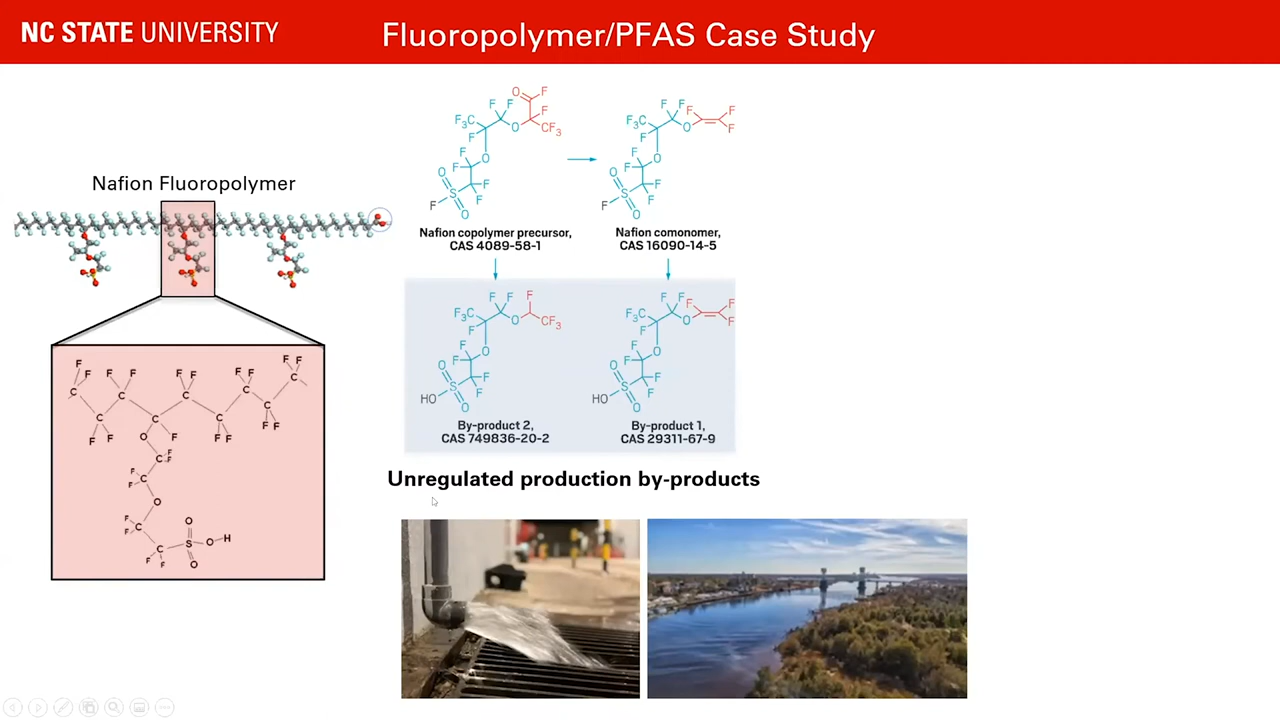 NC STATE UNIVERSITY
Fluoropolymer/PFAS Case Study
Nafion Fluoropolymer
Nafion copolymer precursor,
CAS 4089-58-1
Nafion comonomer,
CAS 16090-14-5
By-product 2,
CAS 749836-20-2
By-product 1,
CAS 29311-67-9
Unregulated production by-products